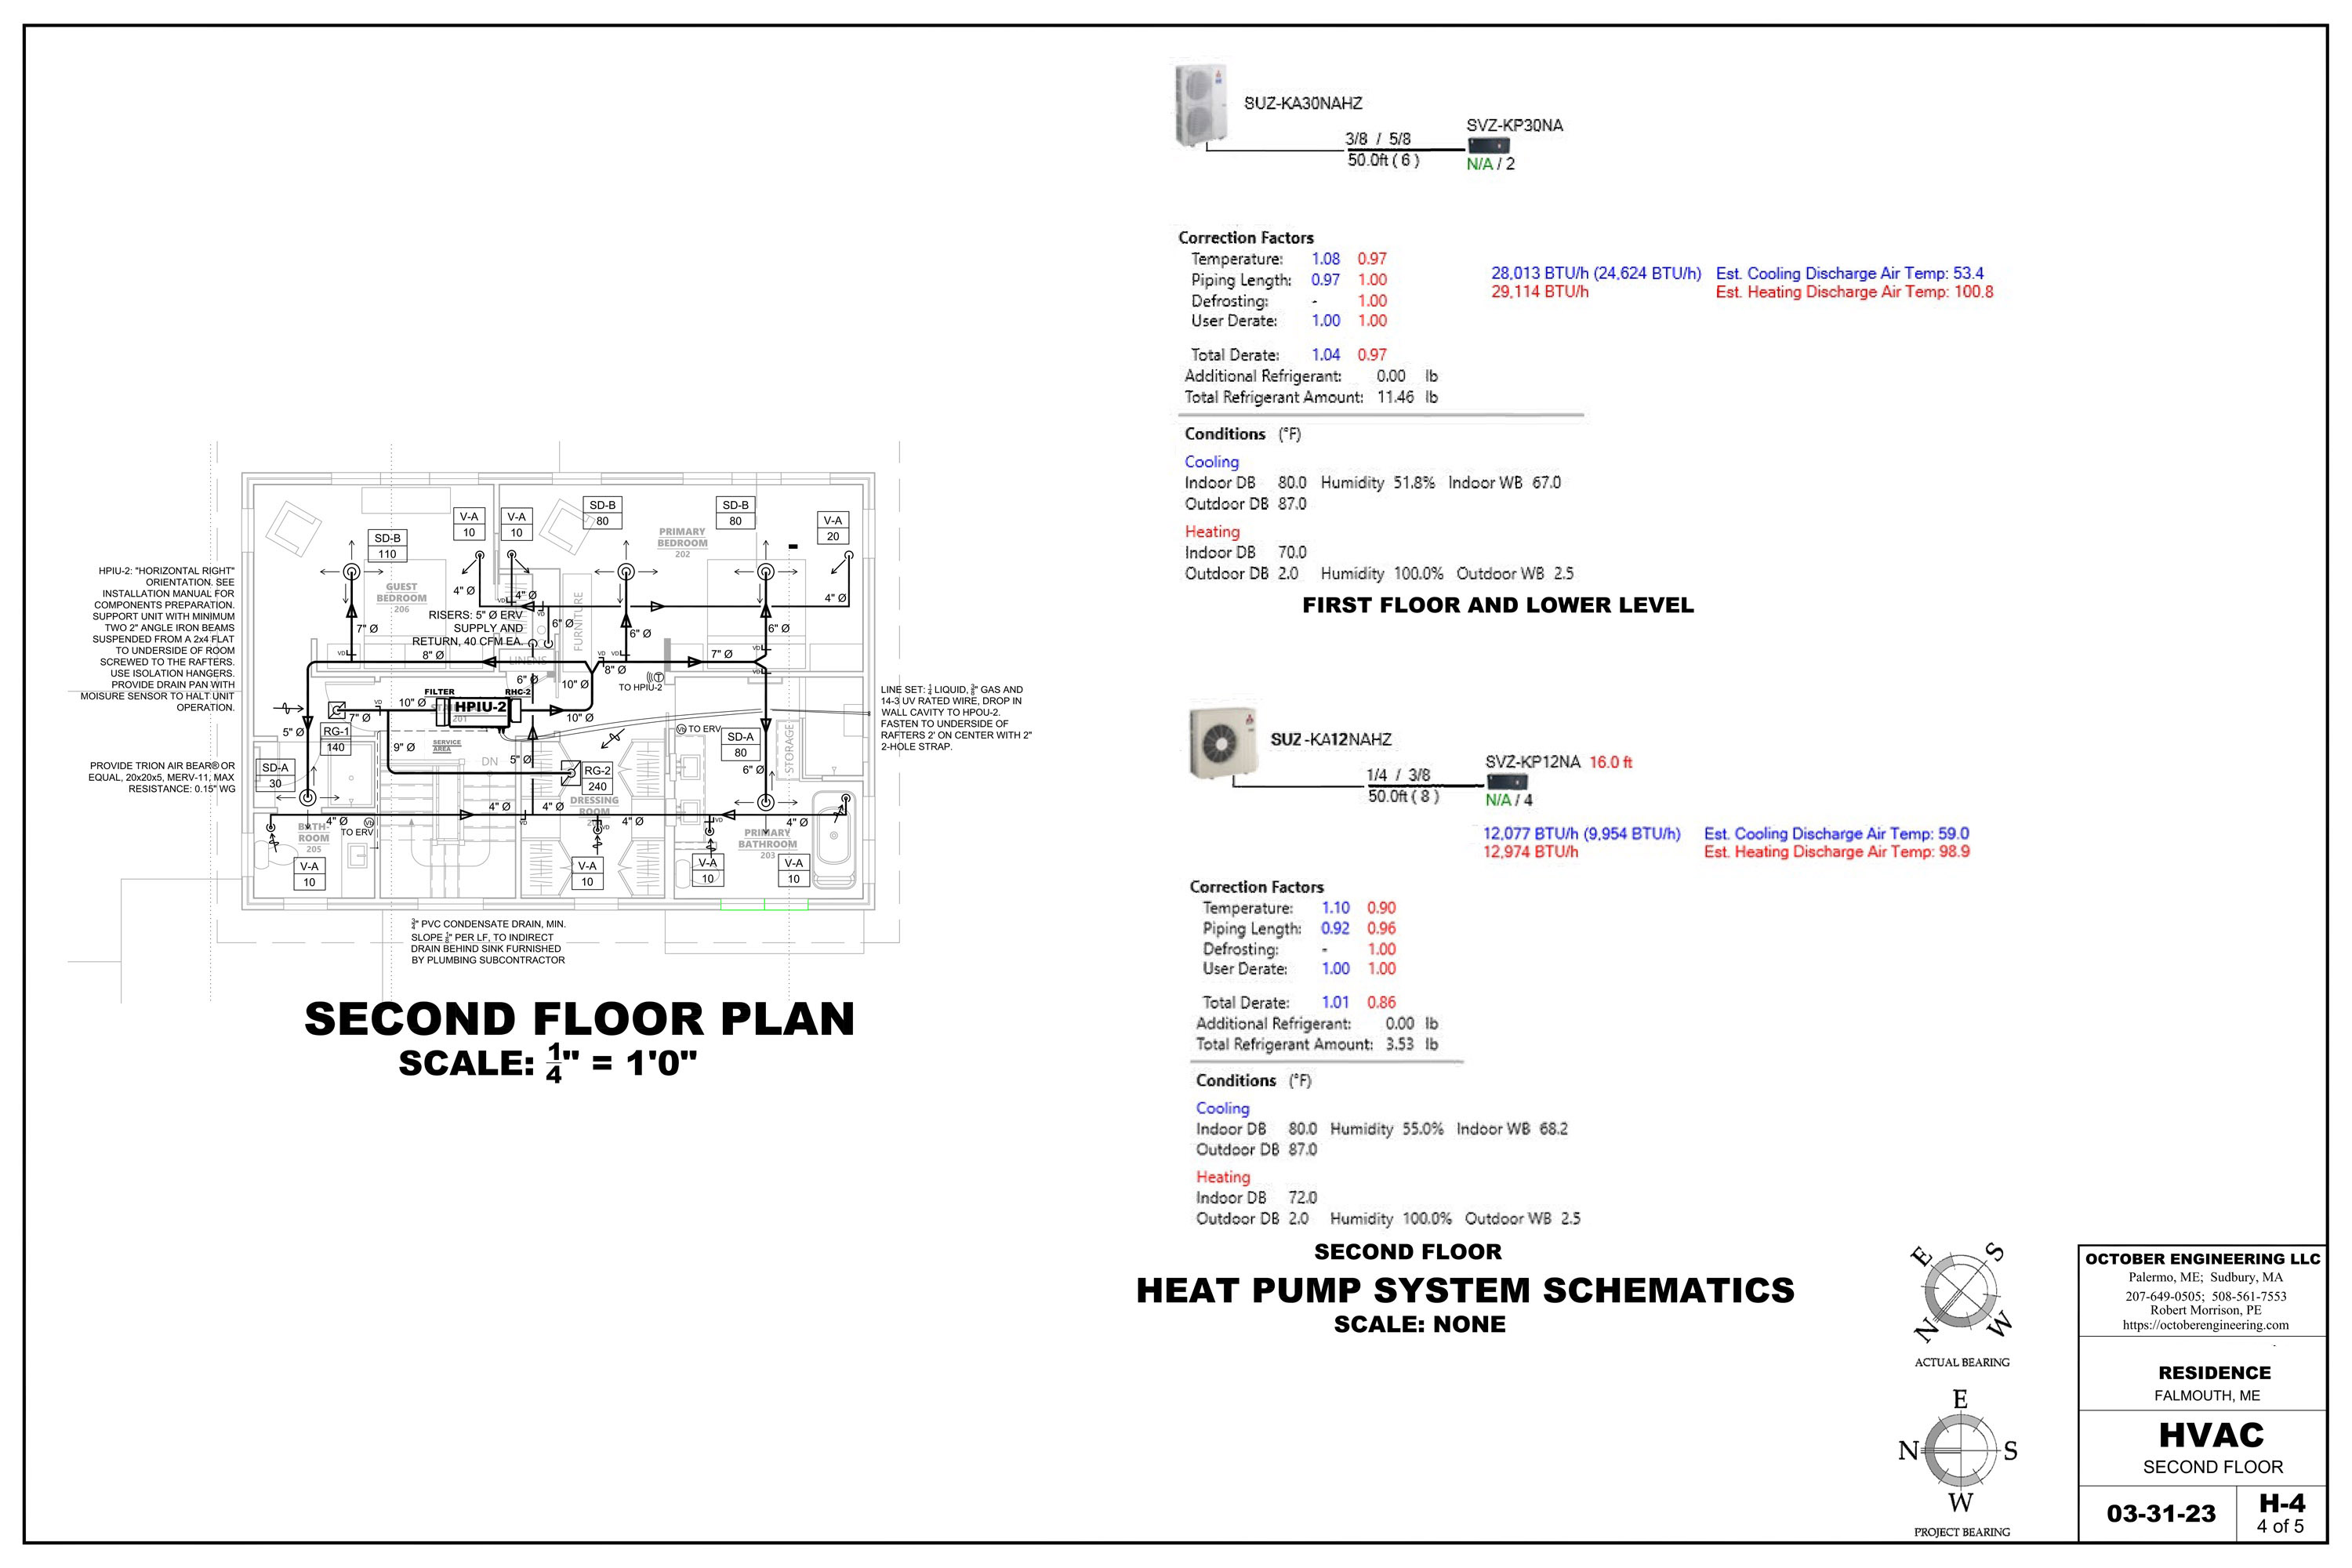 SUZ-KA30NAHZ
3/8 / 5/8
50.0ft ( 6 )
SVZ-KP30NA
N/A / 2
Correction Factors
Temperature: 1.08 0.97
Piping Length: 0.97 1.00
Defrosting: - 1.00
User Derate: 1.00 1.00
Total Derate: 1.04 0.97
Additional Refrigerant: 0.00 lb
Total Refrigerant Amount: 11.46 lb
28,013 BTU/h (24,624 BTU/h) Est. Cooling Discharge Air Temp: 53.4
29,114 BTU/h Est. Heating Discharge Air Temp: 100.8
Conditions (°F)
Cooling
Indoor DB 80.0 Humidity 51.8% Indoor WB 67.0
Outdoor DB 87.0
Heating
Indoor DB 70.0
Outdoor DB 2.0 Humidity 100.0% Outdoor WB 2.5
FIRST FLOOR AND LOWER LEVEL
HPIU-2: "HORIZONTAL RIGHT"
ORIENTATION. SEE
INSTALLATION MANUAL FOR
COMPONENTS PREPARATION.
SUPPORT UNIT WITH MINIMUM
TWO 2" ANGLE IRON BEAMS
SUSPENDED FROM A 2x4 FLAT
TO UNDERSIDE OF ROOM
SCREWED TO THE RAFTERS.
USE ISOLATION HANGERS.
PROVIDE DRAIN PAN WITH
MOISURE SENSOR TO HALT UNIT
OPERATION.
PROVIDE TRION AIR BEAR® OR
EQUAL, 20x20x5, MERV-11, MAX
RESISTANCE: 0.15" WG
SD-B
110
V-A
10
V-A
10
SD-B
80
SD-B
80
V-A
20
PRIMARY
BEDROOM
202
GUEST
BEDROOM
206
4" Ø
4" Ø
4" Ø
VD
VD
RISERS: 5" Ø ERV
SUPPLY AND
RETURN, 40 CFM EA.
FURNITURE
7" Ø
6" Ø
6" Ø
6" Ø
VD
VD
VD
VD
VD
8" Ø
LINENS
8" Ø
7" Ø
6" Ø
10" Ø
TO HPIU-2
FILTER
RHC-2
HPIU-2
201
10" Ø
10" Ø
VD
7" Ø
5" Ø
RG-1
140
9" Ø
SERVICE
AREA
DN
5" Ø
Vb TO ERV
SD-A
80
STORAGE
6" Ø
RG-2
240
SD-A
30
DRESSING
ROOM
4" Ø
4" Ø
4" Ø
4" Ø
4" Ø
VD
VD
VD
Vb
TO ERV
BATH-
ROOM
205
PRIMARY
BATHROOM
203
V-A
10
V-A
10
V-A
10
V-A
10
LINE SET: 1/4" LIQUID, 3/8" GAS AND
14-3 UV RATED WIRE, DROP IN
WALL CAVITY TO HPOU-2.
FASTEN TO UNDERSIDE OF
RAFTERS 2' ON CENTER WITH 2"
2-HOLE STRAP.
3/4" PVC CONDENSATE DRAIN, MIN.
SLOPE 1/8" PER LF, TO INDIRECT
DRAIN BEHIND SINK FURNISHED
BY PLUMBING SUBCONTRACTOR
SECOND FLOOR PLAN
SCALE: 1/4" = 1'0"
SUZ-KA12NAHZ
1/4 / 3/8
50.0ft ( 8 )
SVZ-KP12NA 16.0 ft
N/A / 4
12,077 BTU/h (9,954 BTU/h) Est. Cooling Discharge Air Temp: 59.0
12,974 BTU/h Est. Heating Discharge Air Temp: 98.9
Correction Factors
Temperature: 1.10 0.90
Piping Length: 0.92 0.96
Defrosting: - 1.00
User Derate: 1.00 1.00
Total Derate: 1.01 0.86
Additional Refrigerant: 0.00 lb
Total Refrigerant Amount: 3.53 lb
Conditions (°F)
Cooling
Indoor DB 80.0 Humidity 55.0% Indoor WB 68.2
Outdoor DB 87.0
Heating
Indoor DB 72.0
Outdoor DB 2.0 Humidity 100.0% Outdoor WB 2.5
SECOND FLOOR
HEAT PUMP SYSTEM SCHEMATICS
SCALE: NONE
E
S
N
W
ACTUAL BEARING
E
N
S
W
PROJECT BEARING
OCTOBER ENGINEERING LLC
Palermo, ME; Sudbury, MA
207-649-0505; 508-561-7553
Robert Morrison, PE
https://octoberengineering.com
RESIDENCE
FALMOUTH, ME
HVAC
SECOND FLOOR
03-31-23
H-4
4 of 5